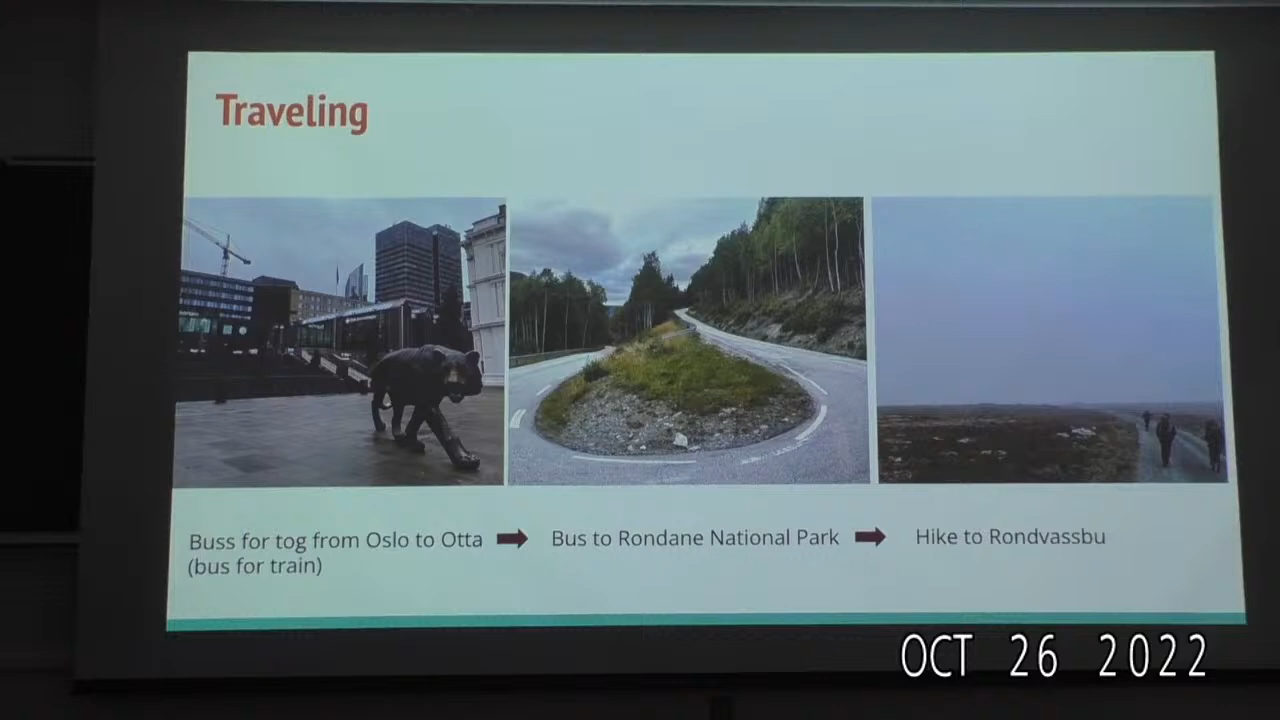 Traveling
Buss for tog from Oslo to Otta
(bus for train)
Bus to Rondane National Park
Hike to Rondvassbu
OCT 26 2022